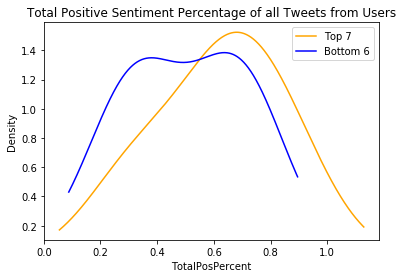 Total Positive Sentiment Percentage of all Tweets from Users
Top 7
Bottom 6
Density
1.4
1.2
1.0
0.8
0.6
0.4
0.2
0.0 0.2 0.4 0.6 0.8 1.0
TotalPosPercent